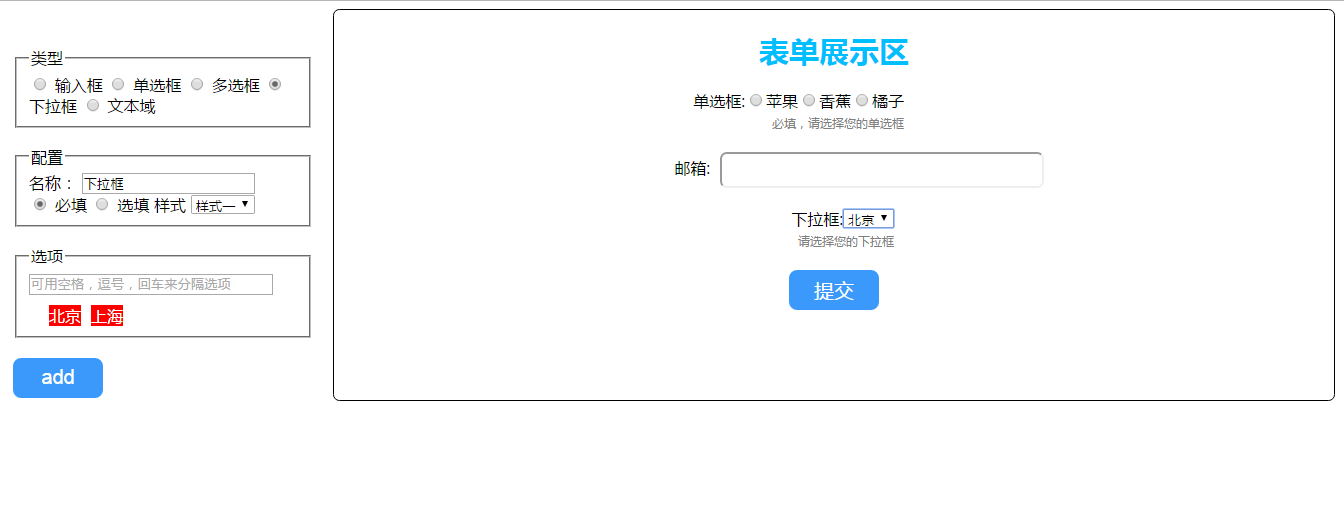 类型
输入框 单选框 多选框
下拉框 文本域
配置
名称： 下拉框
必填 选填 样式 样式一
选项
可用空格，逗号，回车来分隔选项
北京 上海
add
表单展示区
单选框: 苹果 香蕉 橘子
必填，请选择您的单选框
邮箱:
下拉框: 北京
请选择您的下拉框
提交